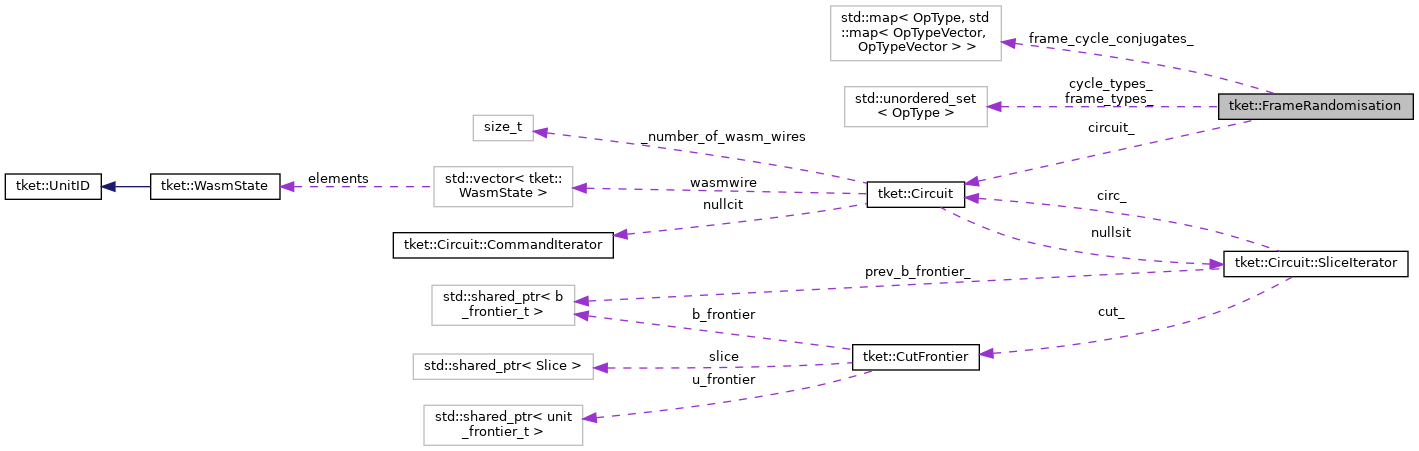 std::map< OpType, std
::map< OpTypeVector,
OpTypeVector > >
frame_cycle_conjugates_
cycle_types_
frame_types_
tket::FrameRandomisation
std::unordered_set
< OpType >
circuit_
size_t
_number_of_wasm_wires
tket::UnitID
tket::WasmState
elements
std::vector< tket::
WasmState >
wasmwire
nullcit
tket::Circuit
circ_
nullsit
tket::Circuit::CommandIterator
tket::Circuit::SliceIterator
prev_b_frontier_
std::shared_ptr< b
_frontier_t >
b_frontier
cut_
tket::CutFrontier
slice
std::shared_ptr< Slice >
u_frontier
std::shared_ptr< unit
_frontier_t >